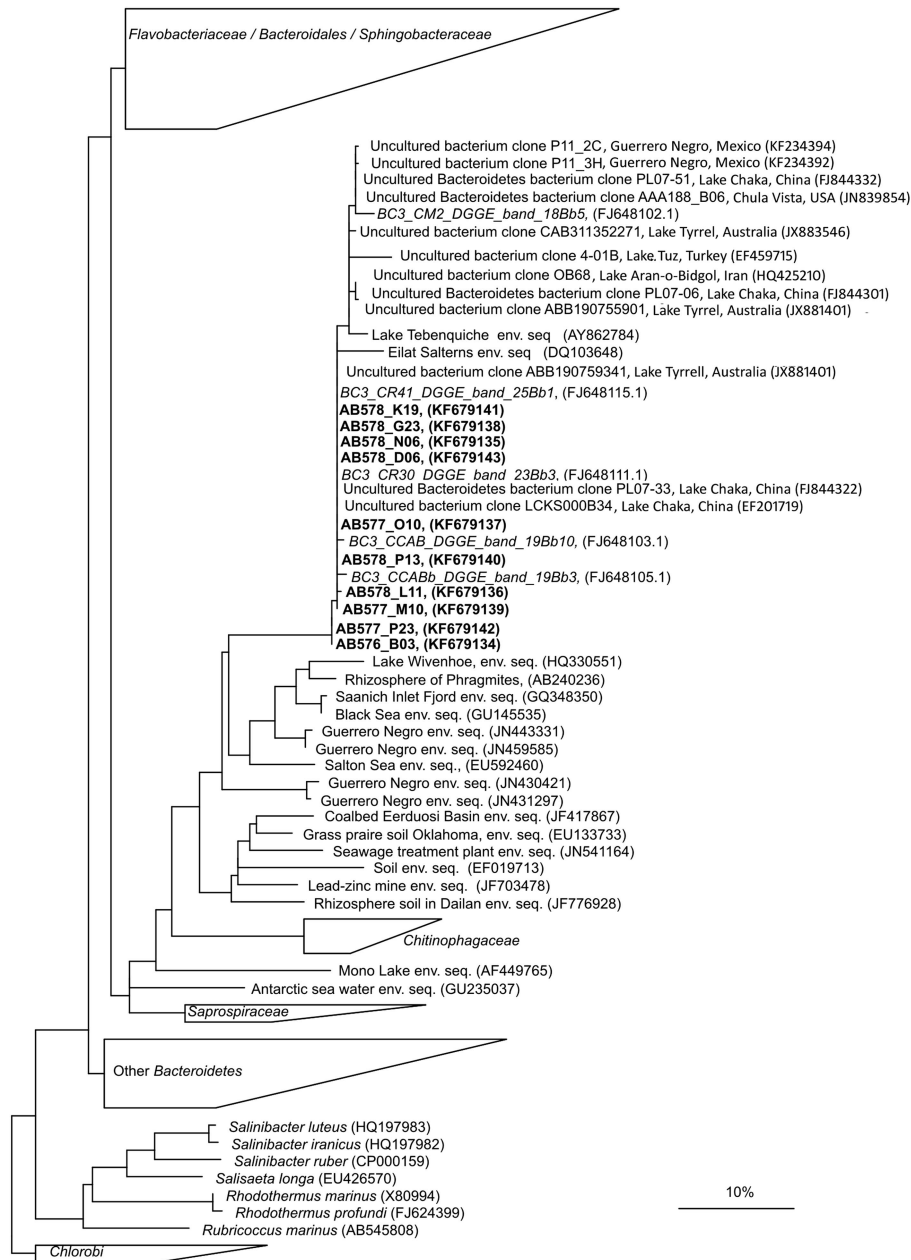 Flavobacteriaceae / Bacteroidales / Sphingobacteraceae
Uncultured bacterium clone P11_2C, Guerrero Negro, Mexico (KF234394)
Uncultured bacterium clone P11_3H, Guerrero Negro, Mexico (KF234392)
Uncultured Bacteroidetes bacterium clone PL07-51, Lake Chaka, China (FJ844332)
Uncultured Bacteroidetes bacterium clone AAA188_B06, Chula Vista, USA (JN839854)
BC3_CM2_DGGE_band_18Bb5, (FJ648102.1)
Uncultured bacterium clone CAB311352271, Lake Tyrrel, Australia (JX883546)
Uncultured bacterium clone 4-01B, Lake.Tuz, Turkey (EF459715)
Uncultured bacterium clone OB68, Lake Aran-o-Bidgol, Iran (HQ425210)
Uncultured Bacteroidetes bacterium clone PL07-06, Lake Chaka, China (FJ844301)
Uncultured bacterium clone ABB190755901, Lake Tyrrel, Australia (JX881401)
Lake Tebenquiche env. seq (AY862784)
Eilat Salterns env. seq (DQ103648)
Uncultured bacterium clone ABB190759341, Lake Tyrrell, Australia (JX881401)
BC3_CR41_DGGE_band_25Bb1, (FJ648115.1)
AB578_K19, (KF679141)
AB578_G23, (KF679138)
AB578_N06, (KF679135)
AB578_D06, (KF679143)
BC3_CR30_DGGE_band_23Bb3, (FJ648111.1)
Uncultured Bacteroidetes bacterium clone PL07-33, Lake Chaka, China (FJ844322)
Uncultured bacterium clone LCKS000B34, Lake Chaka, China (EF201719)
AB577_O10, (KF679137)
BC3_CCAB_DGGE_band_19Bb10, (FJ648103.1)
AB578_P13, (KF679140)
BC3_CCABb_DGGE_band_19Bb3, (FJ648105.1)
AB578_L11, (KF679136)
AB577_M10, (KF679139)
AB577_P23, (KF679142)
AB576_B03, (KF679134)
Lake Wivenhoe, env. seq. (HQ330551)
Rhizosphere of Phragmites, (AB240236)
Saanich Inlet Fjord env. seq. (GQ348350)
Black Sea env. seq. (GU145535)
Guerrero Negro env. seq. (JN443331)
Guerrero Negro env. seq. (JN459585)
Salton Sea env. seq., (EU592460)
Guerrero Negro env. seq. (JN430421)
Guerrero Negro env. seq. (JN431297)
Coalbed Eerduosi Basin env. seq. (JF417867)
Grass praire soil Oklahoma, env. seq. (EU133733)
Seawage treatment plant env. seq. (JN541164)
Soil env. seq. (EF019713)
Lead-zinc mine env. seq. (JF703478)
Rhizosphere soil in Dailan env. seq. (JF776928)
Chitinophagaceae
Mono Lake env. seq. (AF449765)
Antarctic sea water env. seq. (GU235037)
Saprospiraceae
Other Bacteroidetes
Salinibacter luteus (HQ197983)
Salinibacter iranicus (HQ197982)
Salinibacter ruber (CP000159)
Salisaeta longa (EU426570)
Rhodothermus marinus (X80994)
Rhodothermus profundi (FJ624399)
Rubricoccus marinus (AB545808)
Chlorobi
10%